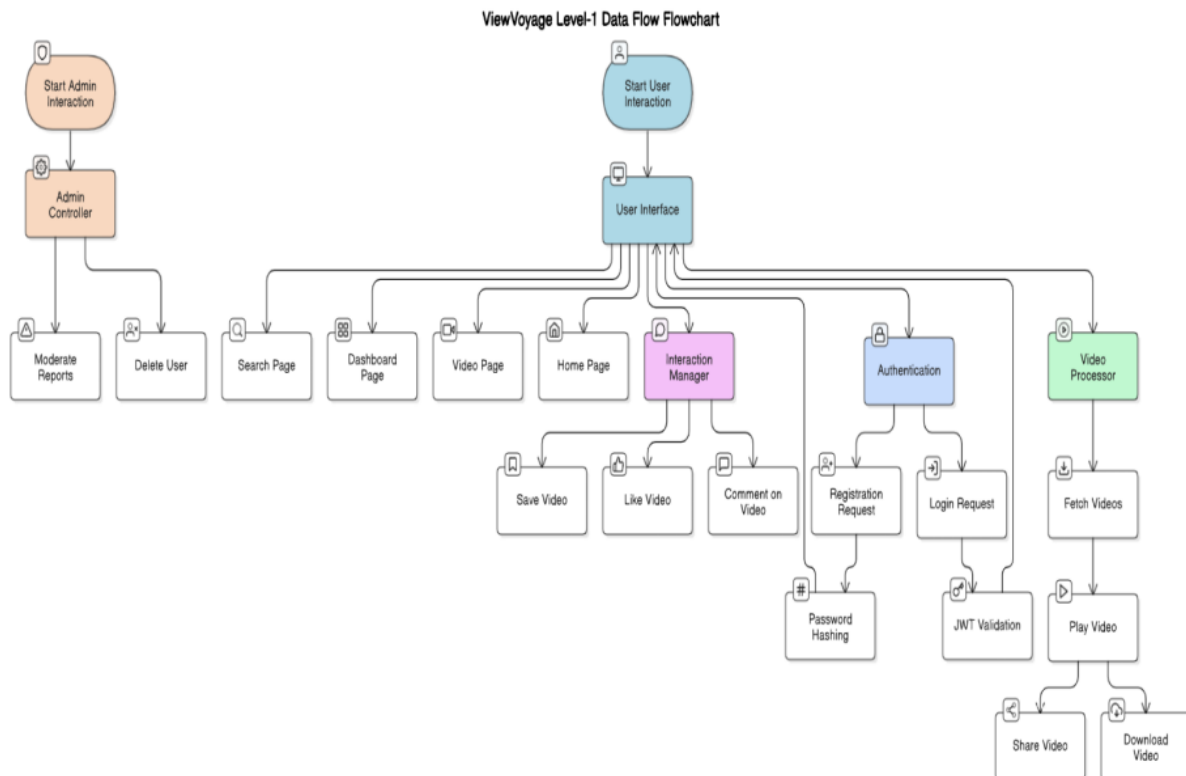 ViewVoyage Level-1 Data Flow Flowchart
Start Admin
Interaction
Start User
Interaction
Admin
Controller
User Interface
Moderate
Reports
Delete User
Search Page
Dashboard
Page
Video Page
Home Page
Interaction
Manager
Authentication
Video
Processor
Save Video
Like Video
Comment on
Video
Registration
Request
Login Request
Fetch Videos
Password
Hashing
JWT Validation
Play Video
Share Video
Download
Video